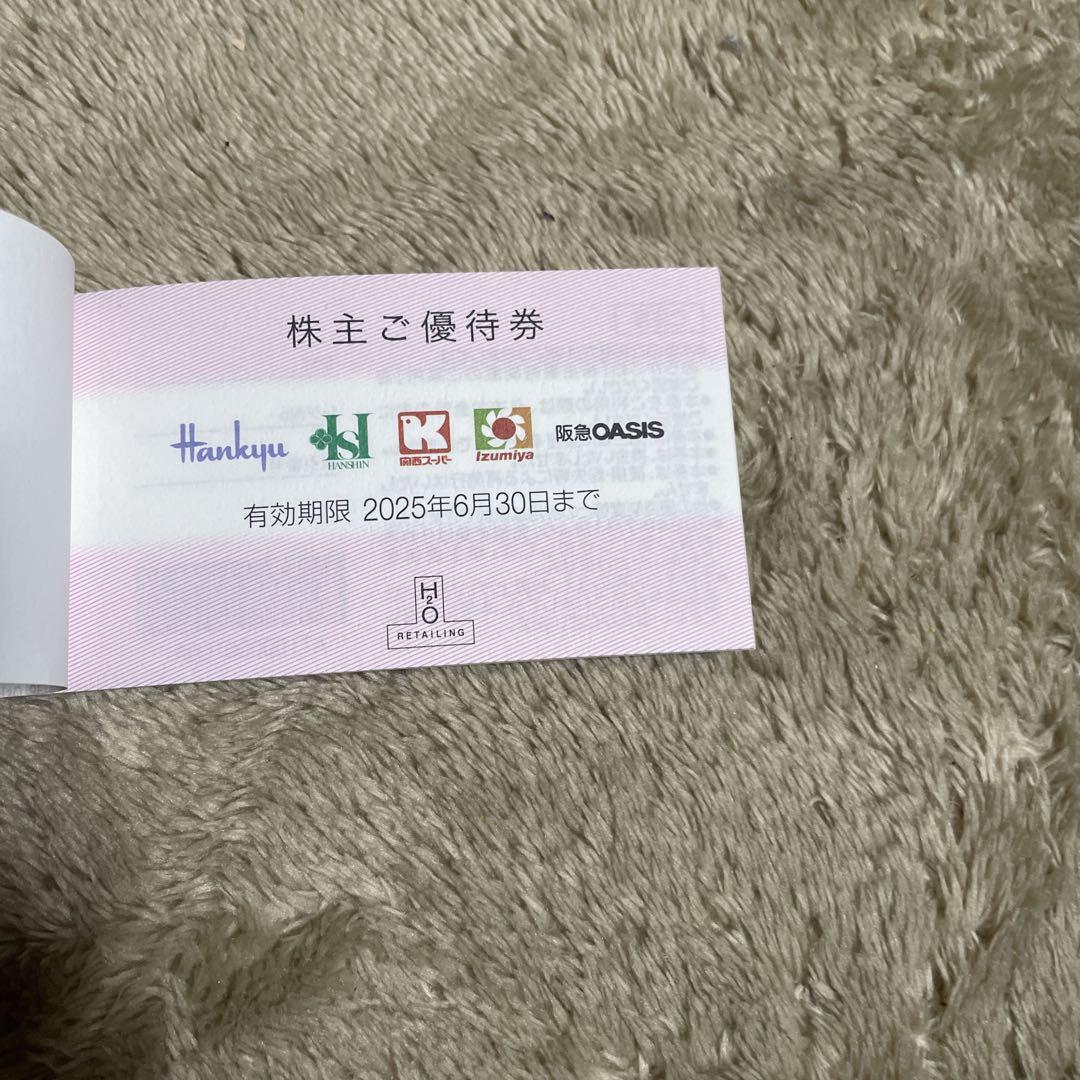 株主ご優待券
Hankyu HS HANSHIN K 関西スーパー Izumiya 阪急OASIS
有効期限 2025年6月30日まで
H2O
RETAILING